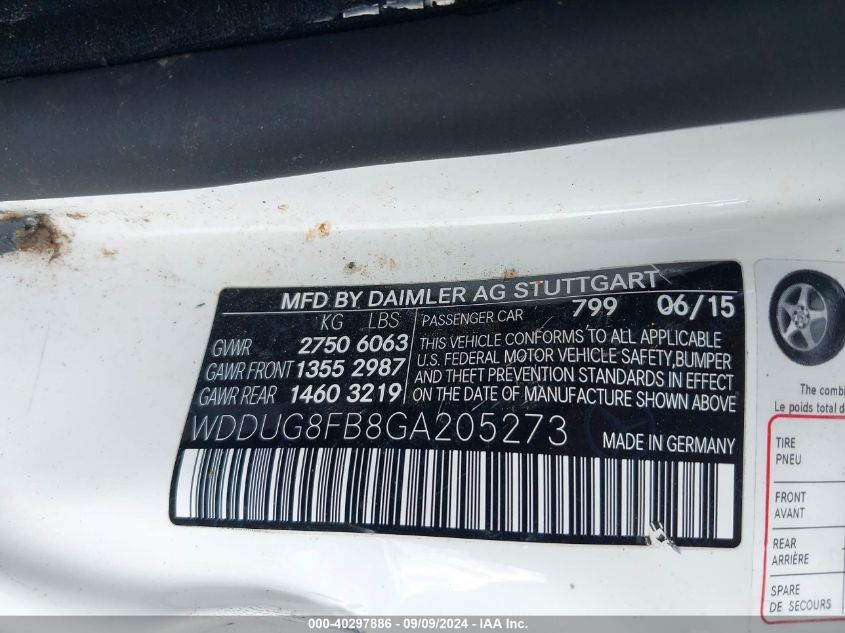 MFD BY DAIMLER AG STUTTGART
KG LBS
GVWR 2750 6063
GAWR FRONT 1355 2987
GAWR REAR 1460 3219
PASSENGER CAR 799 06/15
THIS VEHICLE CONFORMS TO ALL APPLICABLE
U.S. FEDERAL MOTOR VEHICLE SAFETY, BUMPER
AND THEFT PREVENTION STANDARDS IN EFFECT
ON THE DATE OF MANUFACTURE SHOWN ABOVE
WDDUG8FB8GA205273
MADE IN GERMANY
The combi
Le poids total d
TIRE
PNEU
FRONT
AVANT
REAR
ARRIÈRE
SPARE
DE SECOURS
000-40297886 - 09/09/2024 - IAA Inc.